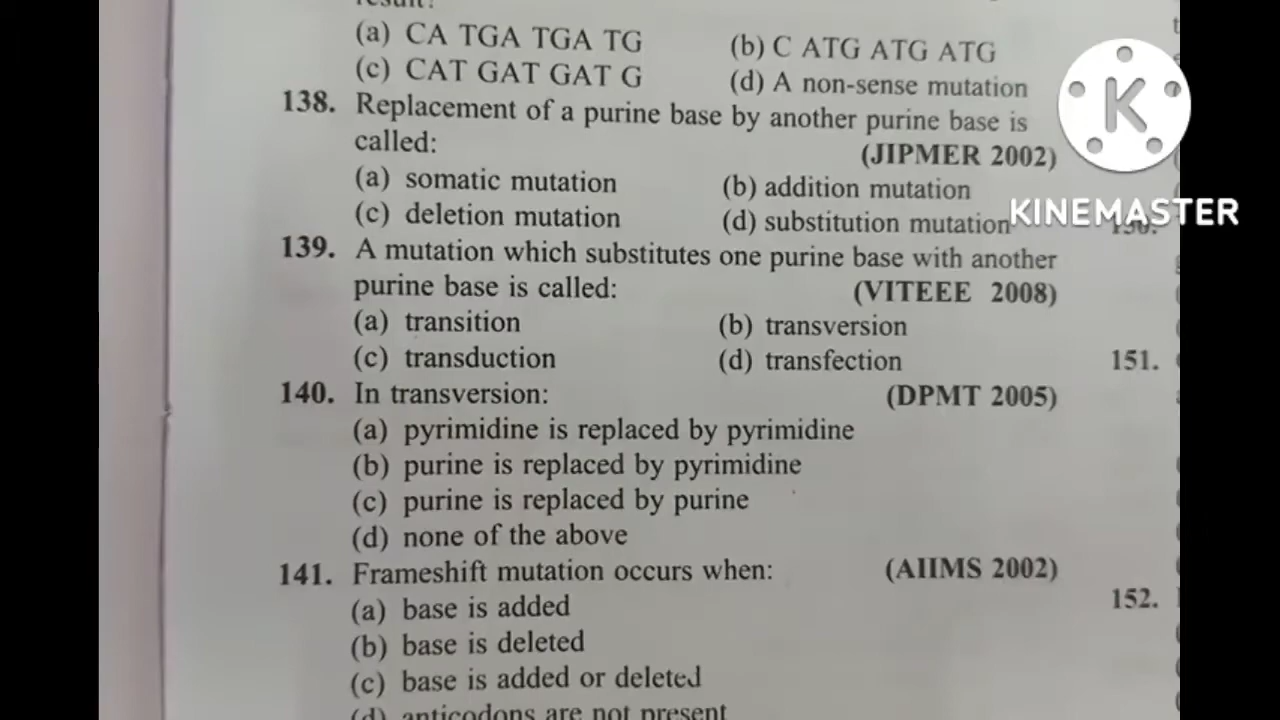 result?
(a) CA TGA TGA TG (b) C ATG ATG ATG
(c) CAT GAT GAT G (d) A non-sense mutation
138. Replacement of a purine base by another purine base is
called: (JIPMER 2002)
(a) somatic mutation (b) addition mutation
(c) deletion mutation (d) substitution mutation
139. A mutation which substitutes one purine base with another
purine base is called: (VITEEE 2008)
(a) transition (b) transversion
(c) transduction (d) transfection
140. In transversion: (DPMT 2005)
(a) pyrimidine is replaced by pyrimidine
(b) purine is replaced by pyrimidine
(c) purine is replaced by purine
(d) none of the above
141. Frameshift mutation occurs when: (AIIMS 2002)
(a) base is added
(b) base is deleted
(c) base is added or deleted
(d) anticodons are not present
151.
152.
K
KINEMASTER